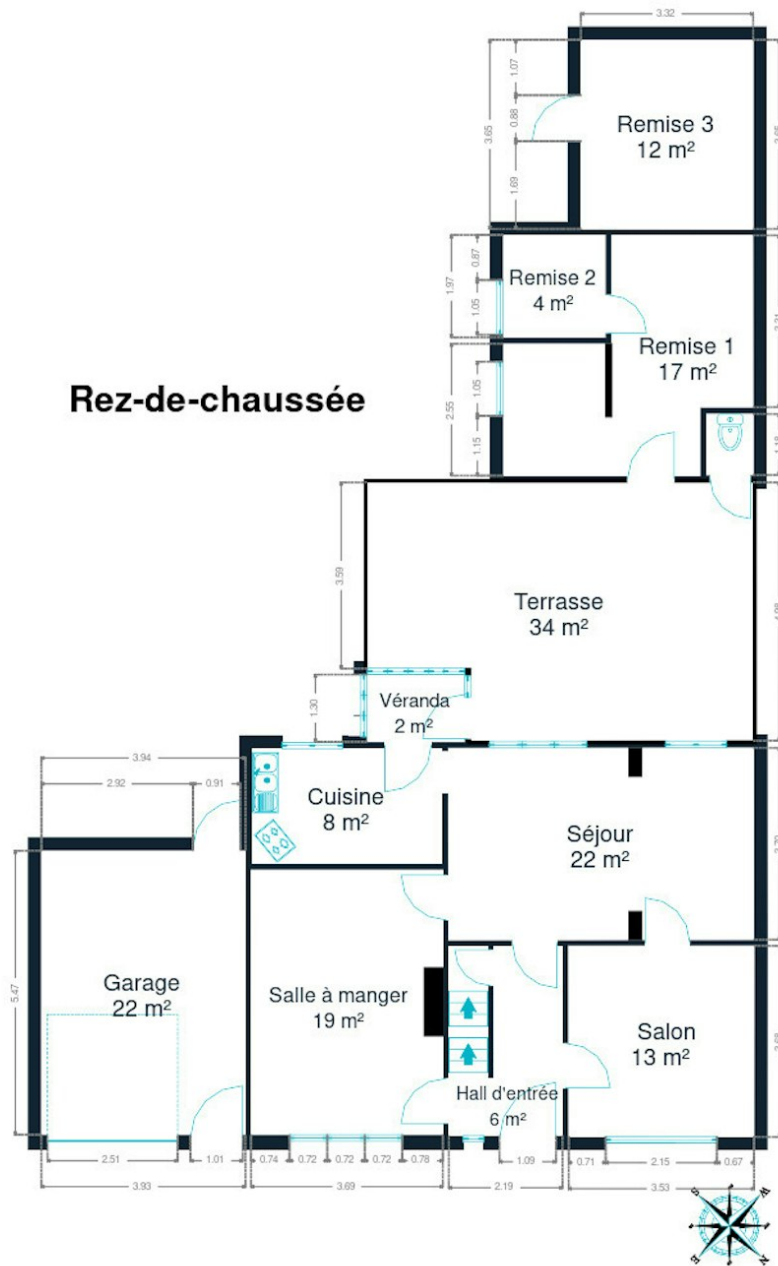 3.32
1.07
0.88
3.65
1.69
Remise 3
12 m²
0.87
1.97
1.05
Remise 2
4 m²
Remise 1
17 m²
2.55
1.05
1.15
Rez-de-chaussée
3.59
Terrasse
34 m²
1.30
Véranda
2 m²
3.94
2.92
0.91
Cuisine
8 m²
Séjour
22 m²
5.47
Garage
22 m²
Salle à manger
19 m²
Salon
13 m²
Hall d'entrée
6 m²
2.51
1.01
0.74
0.72
0.72
0.72
0.78
1.09
0.71
2.15
0.67
3.93
3.69
2.19
3.53
S
W
E
N